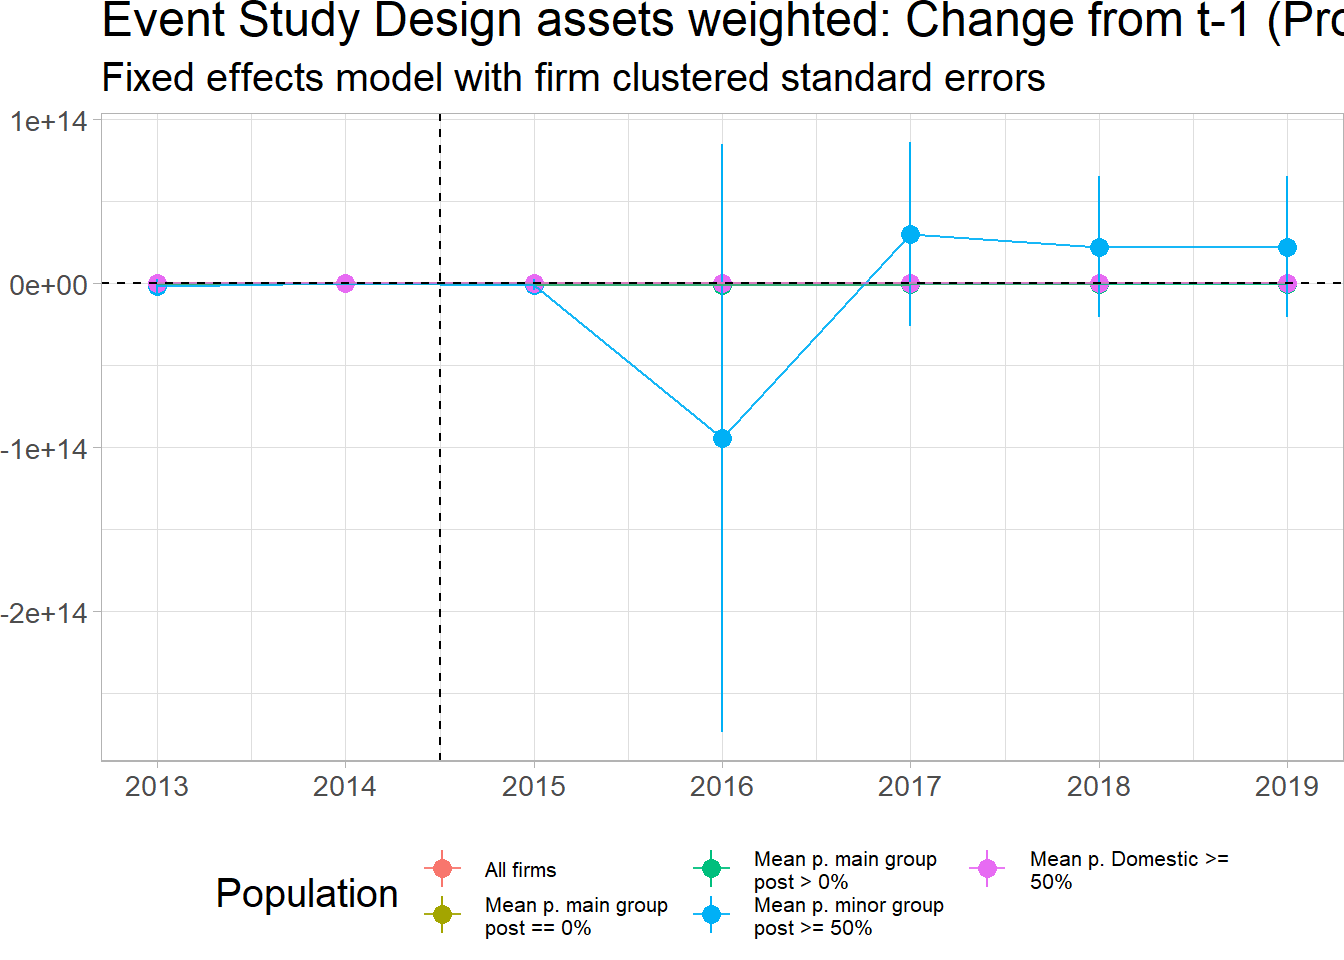 Event Study Design assets weighted: Change from t-1 (Pro
Fixed effects model with firm clustered standard errors
1e+14
0e+00
-1e+14
-2e+14
2013 2014 2015 2016 2017 2018 2019
Population
All firms
Mean p. main group
post == 0%
Mean p. main group
post > 0%
Mean p. minor group
post >= 50%
Mean p. Domestic >=
50%